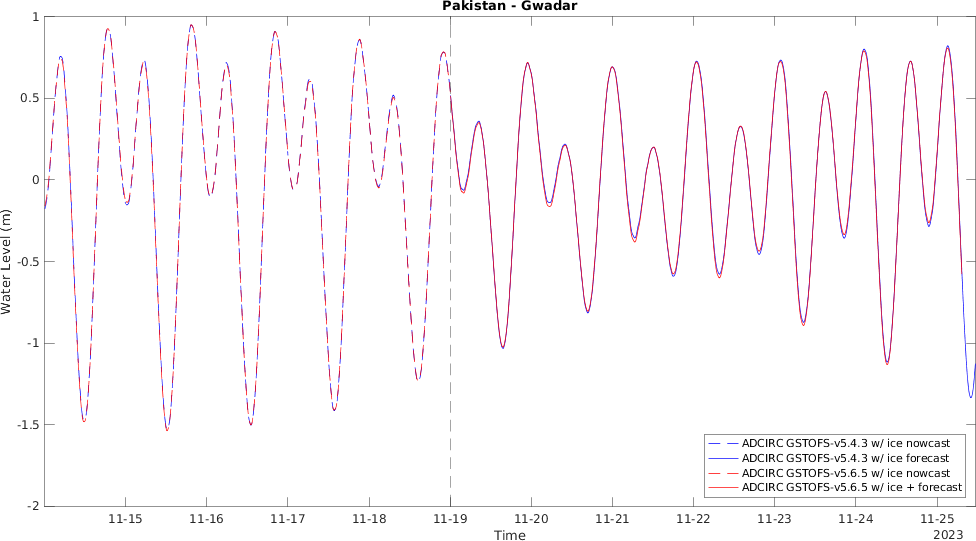 Pakistan - Gwadar
1
0.5
0
-0.5
-1
-1.5
-2
Water Level (m)
ADCIRC GSTOFS-v5.4.3 w/ ice nowcast
ADCIRC GSTOFS-v5.4.3 w/ ice forecast
ADCIRC GSTOFS-v5.6.5 w/ ice nowcast
ADCIRC GSTOFS-v5.6.5 w/ ice + forecast
11-15 11-16 11-17 11-18 11-19 11-20 11-21 11-22 11-23 11-24 11-25
Time
2023